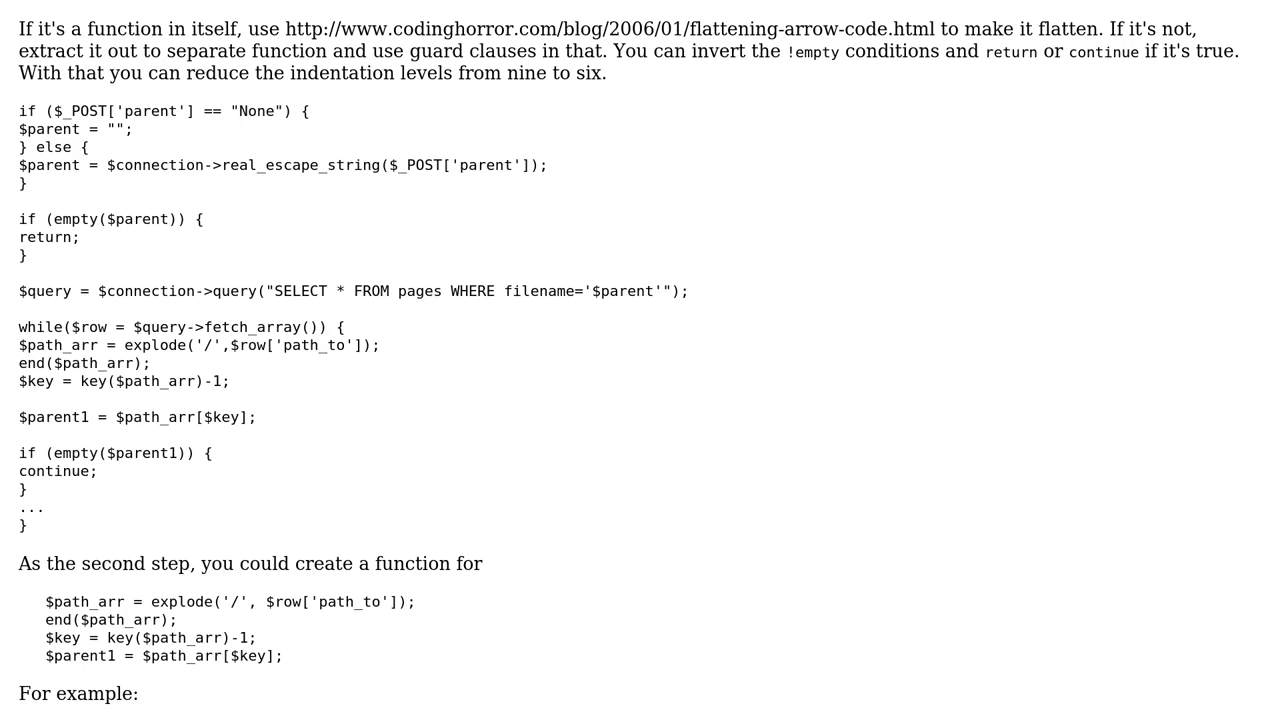 If it's a function in itself, use http://www.codinghorror.com/blog/2006/01/flattening-arrow-code.html to make it flatten. If it's not,
extract it out to separate function and use guard clauses in that. You can invert the !empty conditions and return or continue if it's true.
With that you can reduce the indentation levels from nine to six.
if ($_POST['parent'] == "None") {
$parent = "";
} else {
$parent = $connection->real_escape_string($_POST['parent']);
}
if (empty($parent)) {
return;
}
$query = $connection->query("SELECT * FROM pages WHERE filename='$parent'");
while($row = $query->fetch_array()) {
$path_arr = explode('/',$row['path_to']);
end($path_arr);
$key = key($path_arr)-1;
$parent1 = $path_arr[$key];
if (empty($parent1)) {
continue;
}
...
}
As the second step, you could create a function for
$path_arr = explode('/', $row['path_to']);
end($path_arr);
$key = key($path_arr)-1;
$parent1 = $path_arr[$key];
For example: